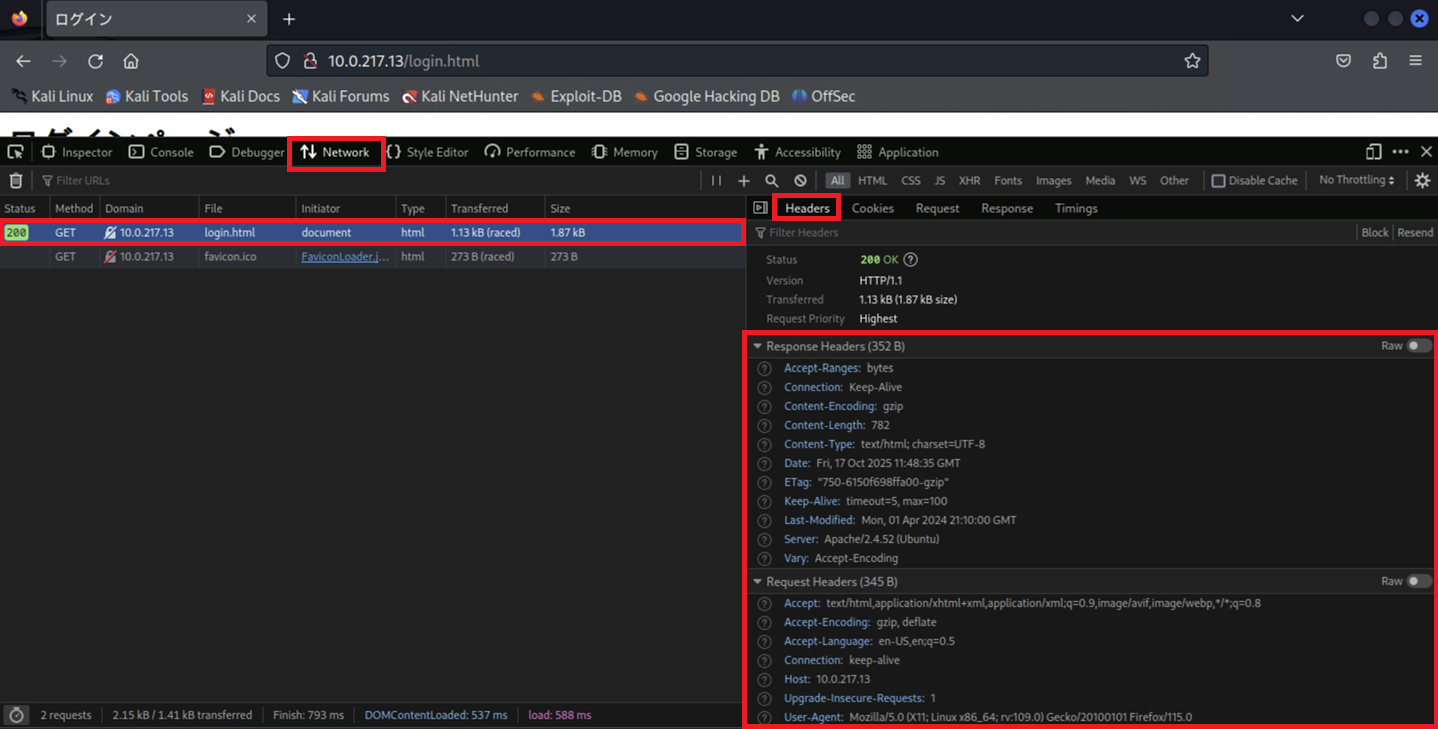 ログイン
10.0.217.13/login.html
Kali Linux Kali Tools Kali Docs Kali Forums Kali NetHunter Exploit-DB Google Hacking DB OffSec
ログインページ
Inspector Console Debugger Network Style Editor Performance Memory Storage Accessibility Application
Filter URLs All HTML CSS JS XHR Fonts Images Media WS Other Disable Cache No Throttling
Status Method Domain File Initiator Type Transferred Size
200 GET 10.0.217.13 login.html document html 1.13 kB (raced) 1.87 kB
GET 10.0.217.13 favicon.ico FaviconLoader.j... html 273 B (raced) 273 B
Headers Cookies Request Response Timings
Filter Headers Block Resend
Status 200 OK
Version HTTP/1.1
Transferred 1.13 kB (1.87 kB size)
Request Priority Highest
Response Headers (352 B) Raw
Accept-Ranges: bytes
Connection: Keep-Alive
Content-Encoding: gzip
Content-Length: 782
Content-Type: text/html; charset=UTF-8
Date: Fri, 17 Oct 2025 11:48:35 GMT
ETag: "750-6150f698ffa00-gzip"
Keep-Alive: timeout=5, max=100
Last-Modified: Mon, 01 Apr 2024 21:10:00 GMT
Server: Apache/2.4.52 (Ubuntu)
Vary: Accept-Encoding
Request Headers (345 B) Raw
Accept: text/html,application/xhtml+xml,application/xml;q=0.9,image/avif,image/webp,*/*;q=0.8
Accept-Encoding: gzip, deflate
Accept-Language: en-US,en;q=0.5
Connection: keep-alive
Host: 10.0.217.13
Upgrade-Insecure-Requests: 1
User-Agent: Mozilla/5.0 (X11; Linux x86_64; rv:109.0) Gecko/20100101 Firefox/115.0
2 requests 2.15 kB / 1.41 kB transferred Finish: 793 ms DOMContentLoaded: 537 ms load: 588 ms